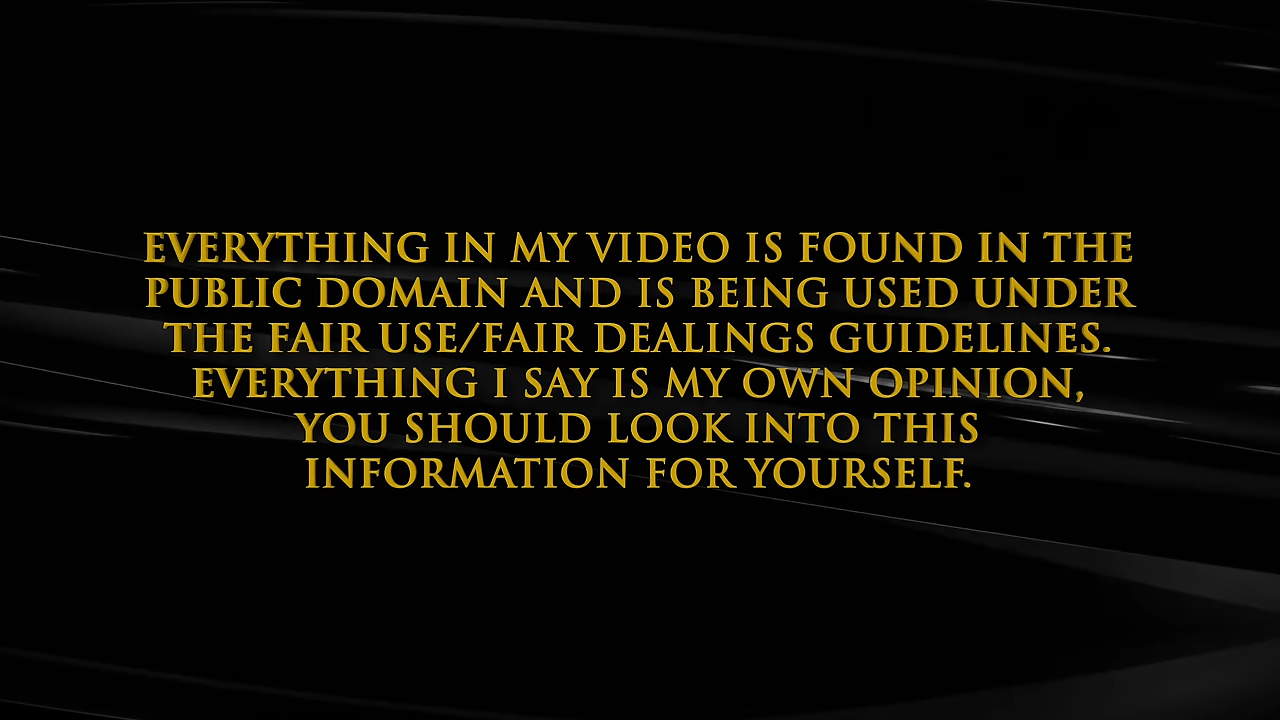 EVERYTHING IN MY VIDEO IS FOUND IN THE
PUBLIC DOMAIN AND IS BEING USED UNDER
THE FAIR USE/FAIR DEALINGS GUIDELINES.
EVERYTHING I SAY IS MY OWN OPINION,
YOU SHOULD LOOK INTO THIS
INFORMATION FOR YOURSELF.